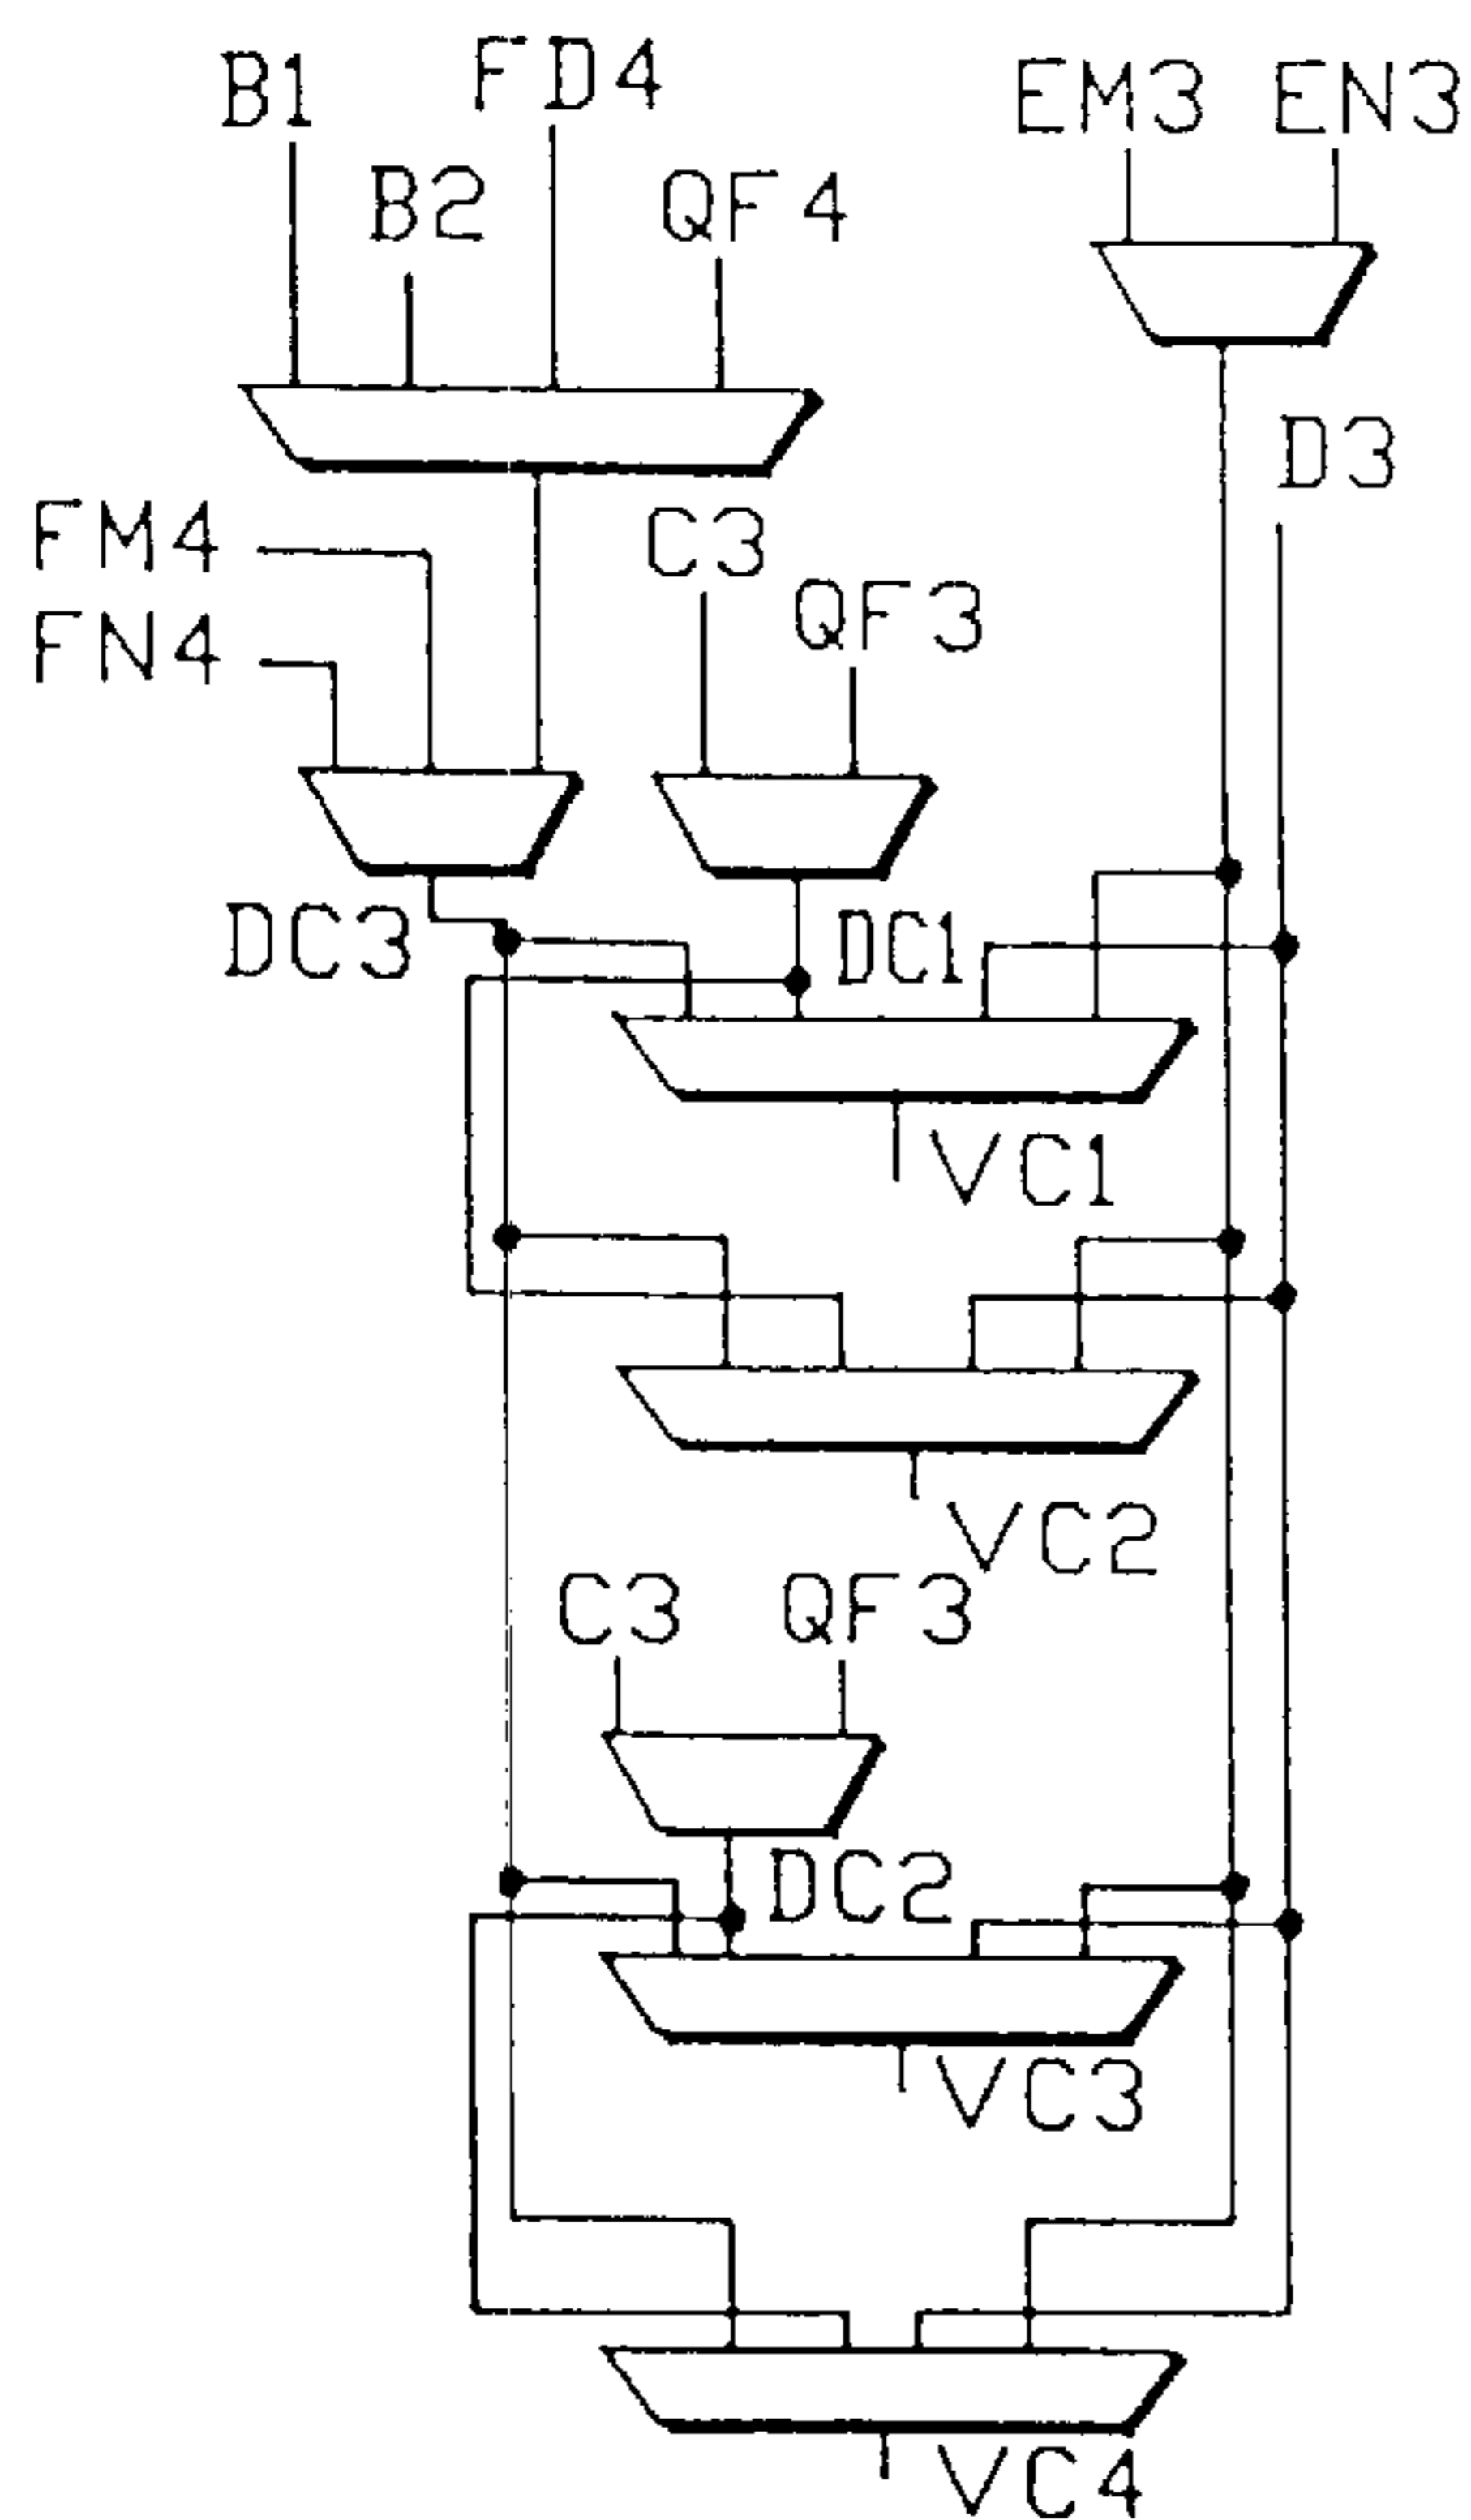 B1
FD4
EM3
EN3
B2
QF4
D3
FM4
C3
QF3
FN4
DC3
DC1
VC1
VC2
C3
QF3
DC2
VC3
VC4